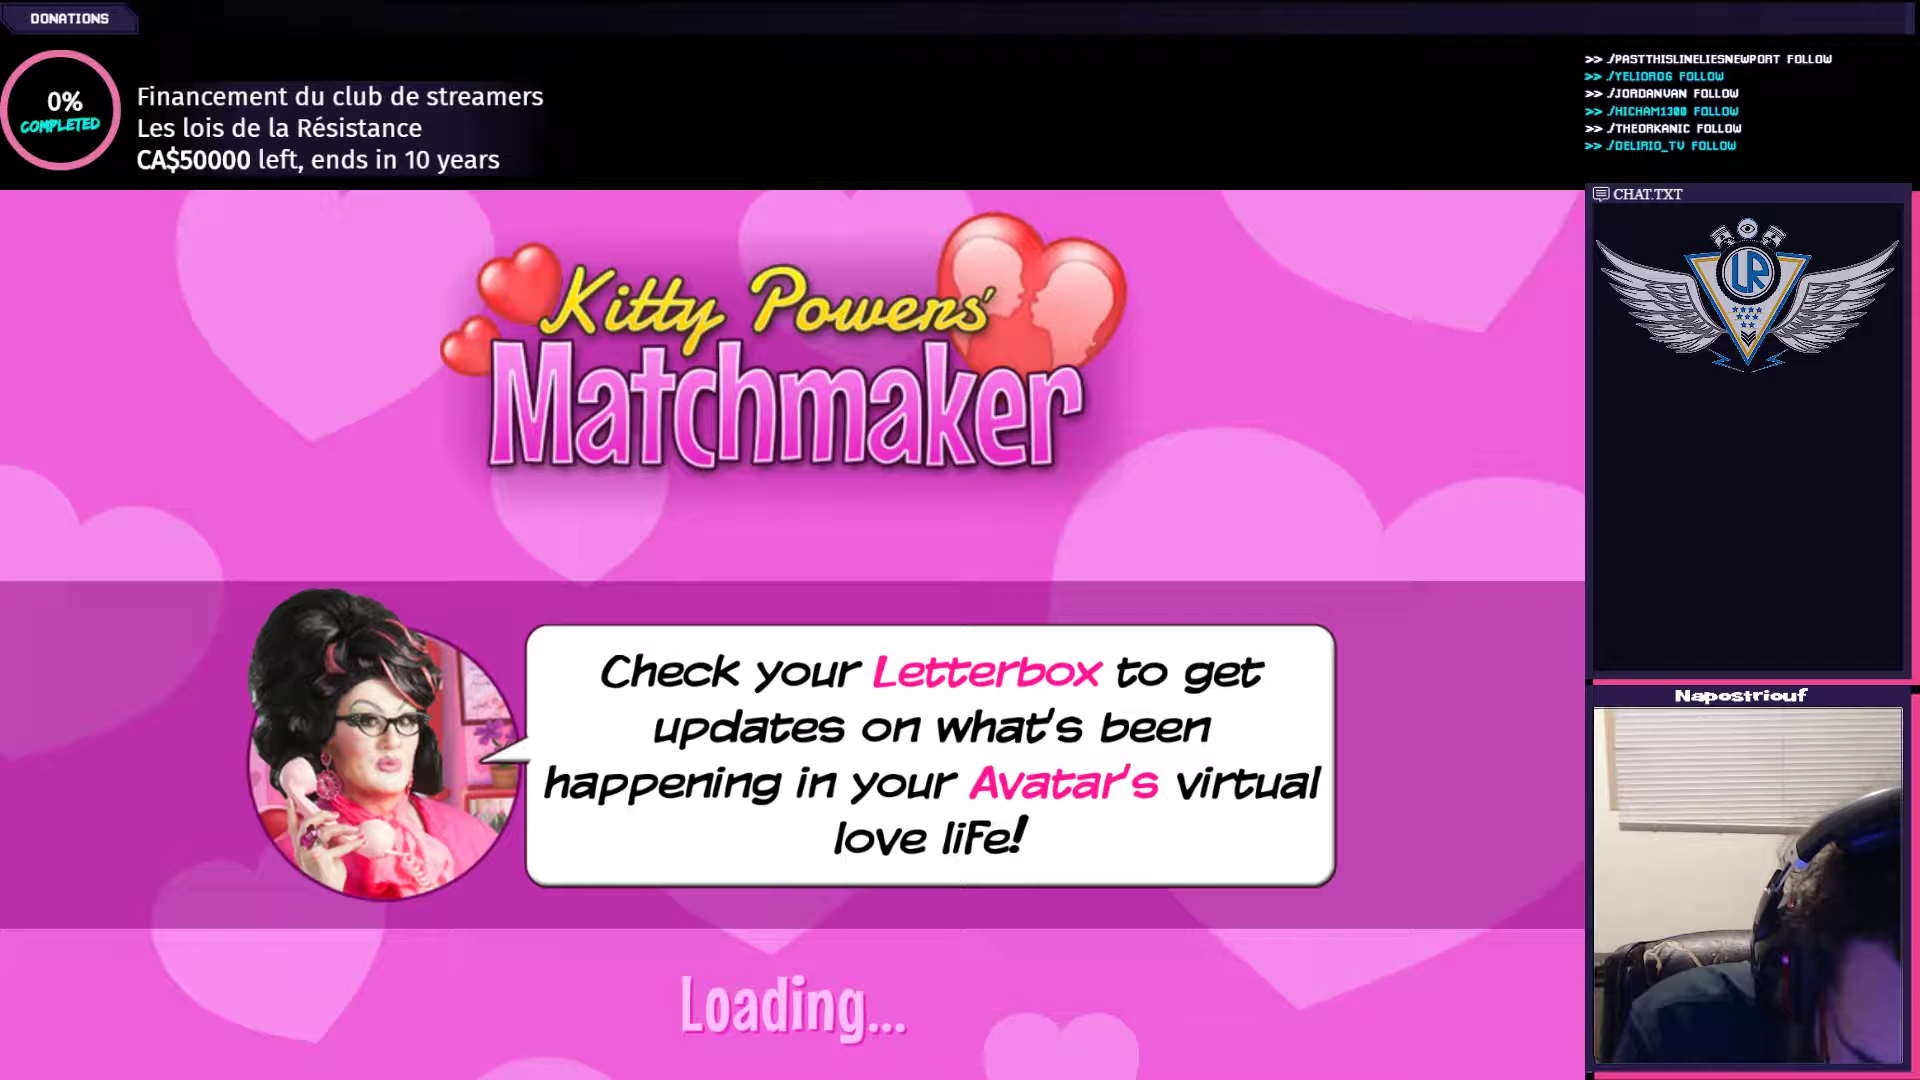 DONATIONS
0%
COMPLETED
Financement du club de streamers
Les lois de la Résistance
CA$50000 left, ends in 10 years
>> ./PASTTHISLINELIESNEWPORT FOLLOW
>> ./YELIOROG FOLLOW
>> ./JORDANVAN FOLLOW
>> ./HICHAM1300 FOLLOW
>> ./THEORKANIC FOLLOW
>> ./DELIRIO_TV FOLLOW
CHAT.TXT
LR
Kitty Powers'
Matchmaker
Check your Letterbox to get
updates on what's been
happening in your Avatar's virtual
love life!
Loading...
Napostriouf